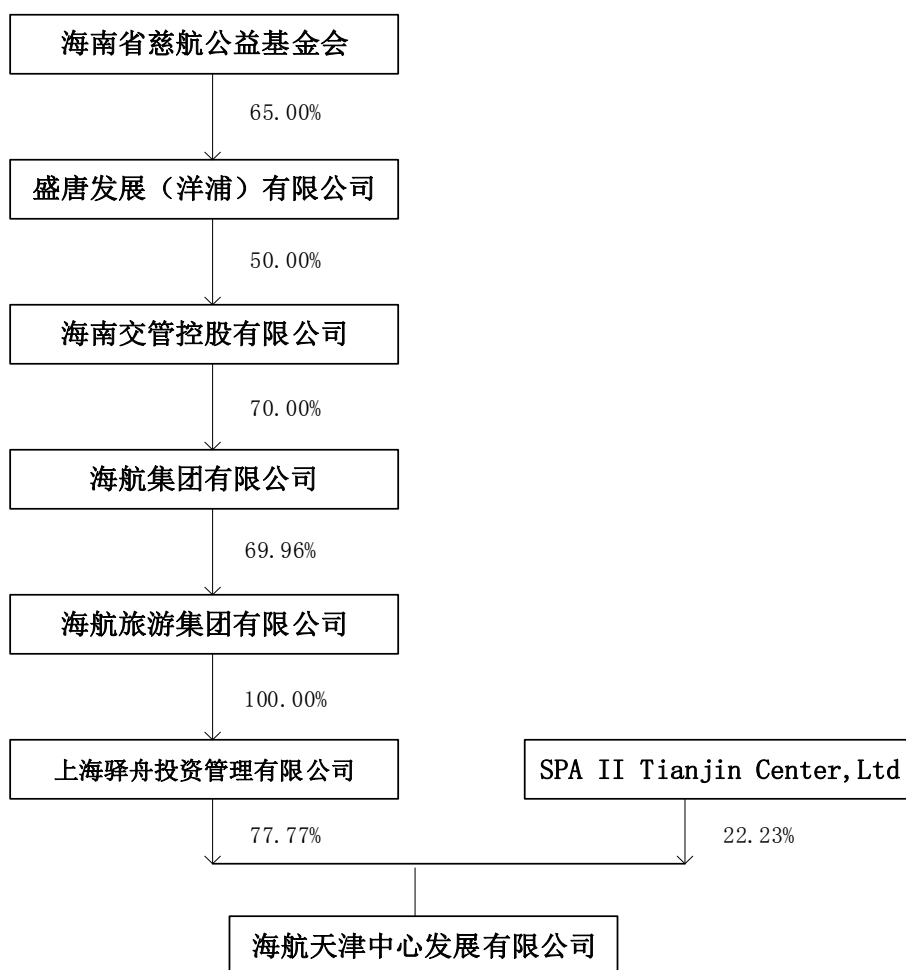 海南省慈航公益基金会
65.00%
盛唐发展（洋浦）有限公司
50.00%
海南交管控股有限公司
70.00%
海航集团有限公司
69.96%
海航旅游集团有限公司
100.00%
上海驿舟投资管理有限公司
SPA II Tianjin Center,Ltd
77.77%
22.23%
海航天津中心发展有限公司